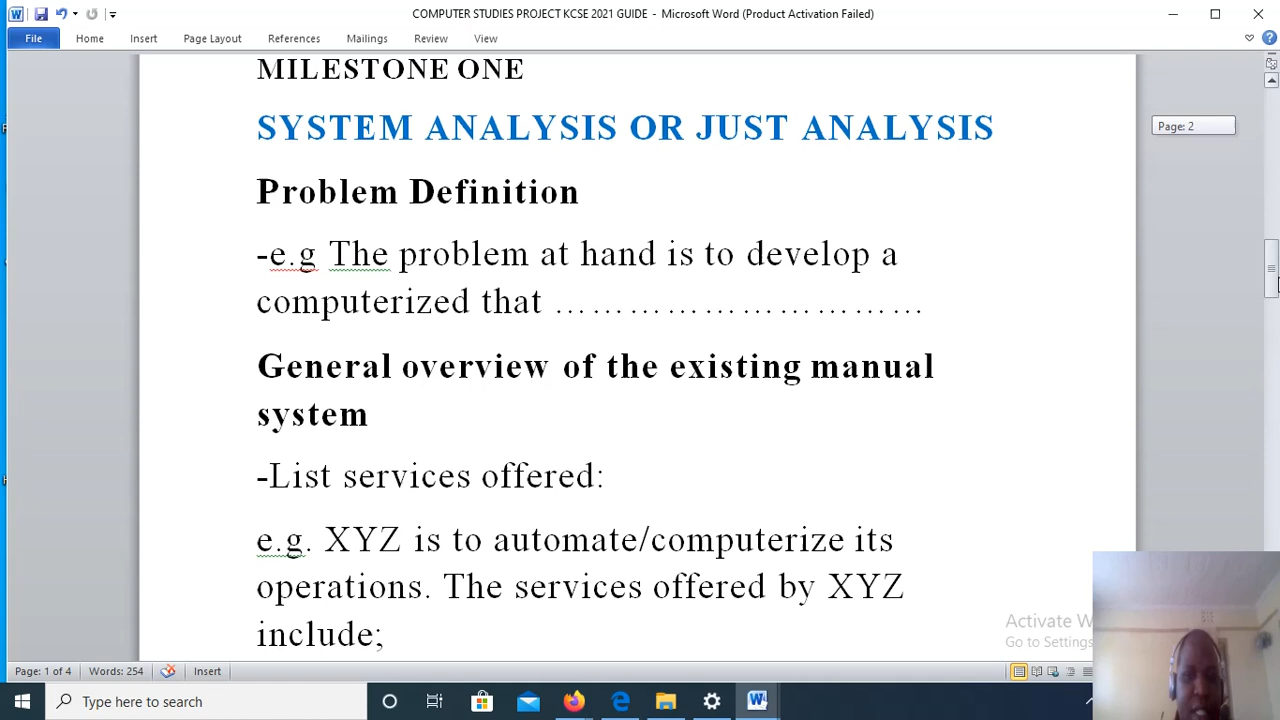 COMPUTER STUDIES PROJECT KCSE 2021 GUIDE - Microsoft Word (Product Activation Failed)
File Home Insert Page Layout References Mailings Review View
MILESTONE ONE
SYSTEM ANALYSIS OR JUST ANALYSIS
Page: 2
Problem Definition
-e.g The problem at hand is to develop a
computerized that ..............................
General overview of the existing manual
system
-List services offered:
e.g. XYZ is to automate/computerize its
operations. The services offered by XYZ
include;
Activate W
Go to Settings
Page: 1 of 4 Words: 254 Insert
Type here to search